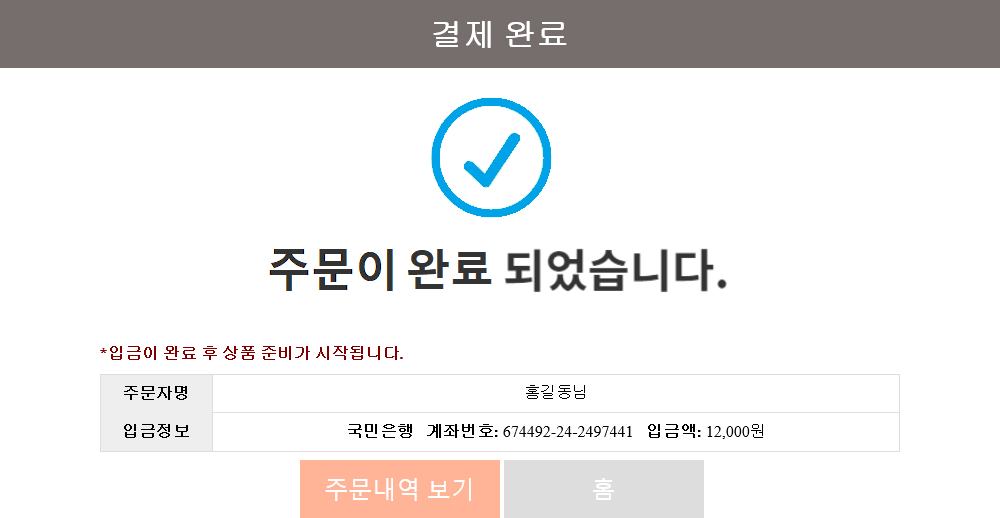 결제 완료
주문이 완료 되었습니다.
*입금이 완료 후 상품 준비가 시작됩니다.
주문자명 홍길동님
입금정보 국민은행 계좌번호: 674492-24-2497441 입금액: 12,000원
주문내역 보기 홈